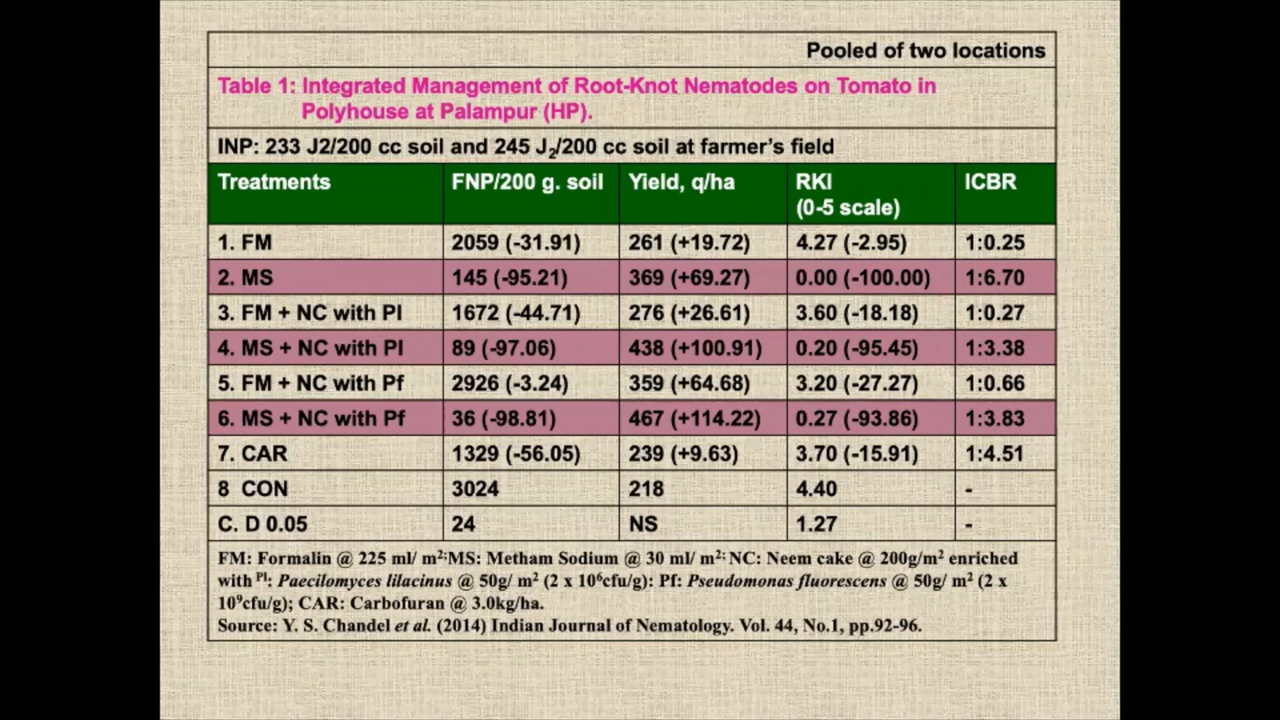 Pooled of two locations
Table 1: Integrated Management of Root-Knot Nematodes on Tomato in
Polyhouse at Palampur (HP).
INP: 233 J2/200 cc soil and 245 J₂/200 cc soil at farmer's field
Treatments FNP/200 g. soil Yield, q/ha RKI (0-5 scale) ICBR
1. FM 2059 (-31.91) 261 (+19.72) 4.27 (-2.95) 1:0.25
2. MS 145 (-95.21) 369 (+69.27) 0.00 (-100.00) 1:6.70
3. FM + NC with Pl 1672 (-44.71) 276 (+26.61) 3.60 (-18.18) 1:0.27
4. MS + NC with Pl 89 (-97.06) 438 (+100.91) 0.20 (-95.45) 1:3.38
5. FM + NC with Pf 2926 (-3.24) 359 (+64.68) 3.20 (-27.27) 1:0.66
6. MS + NC with Pf 36 (-98.81) 467 (+114.22) 0.27 (-93.86) 1:3.83
7. CAR 1329 (-56.05) 239 (+9.63) 3.70 (-15.91) 1:4.51
8 CON 3024 218 4.40 -
C. D 0.05 24 NS 1.27 -
FM: Formalin @ 225 ml/ m²;MS: Metham Sodium @ 30 ml/ m²; NC: Neem cake @ 200g/m² enriched
with Pl: Paecilomyces lilacinus @ 50g/ m² (2 x 10⁶cfu/g): Pf: Pseudomonas fluorescens @ 50g/ m² (2 x
10⁹cfu/g); CAR: Carbofuran @ 3.0kg/ha.
Source: Y. S. Chandel et al. (2014) Indian Journal of Nematology. Vol. 44, No.1, pp.92-96.